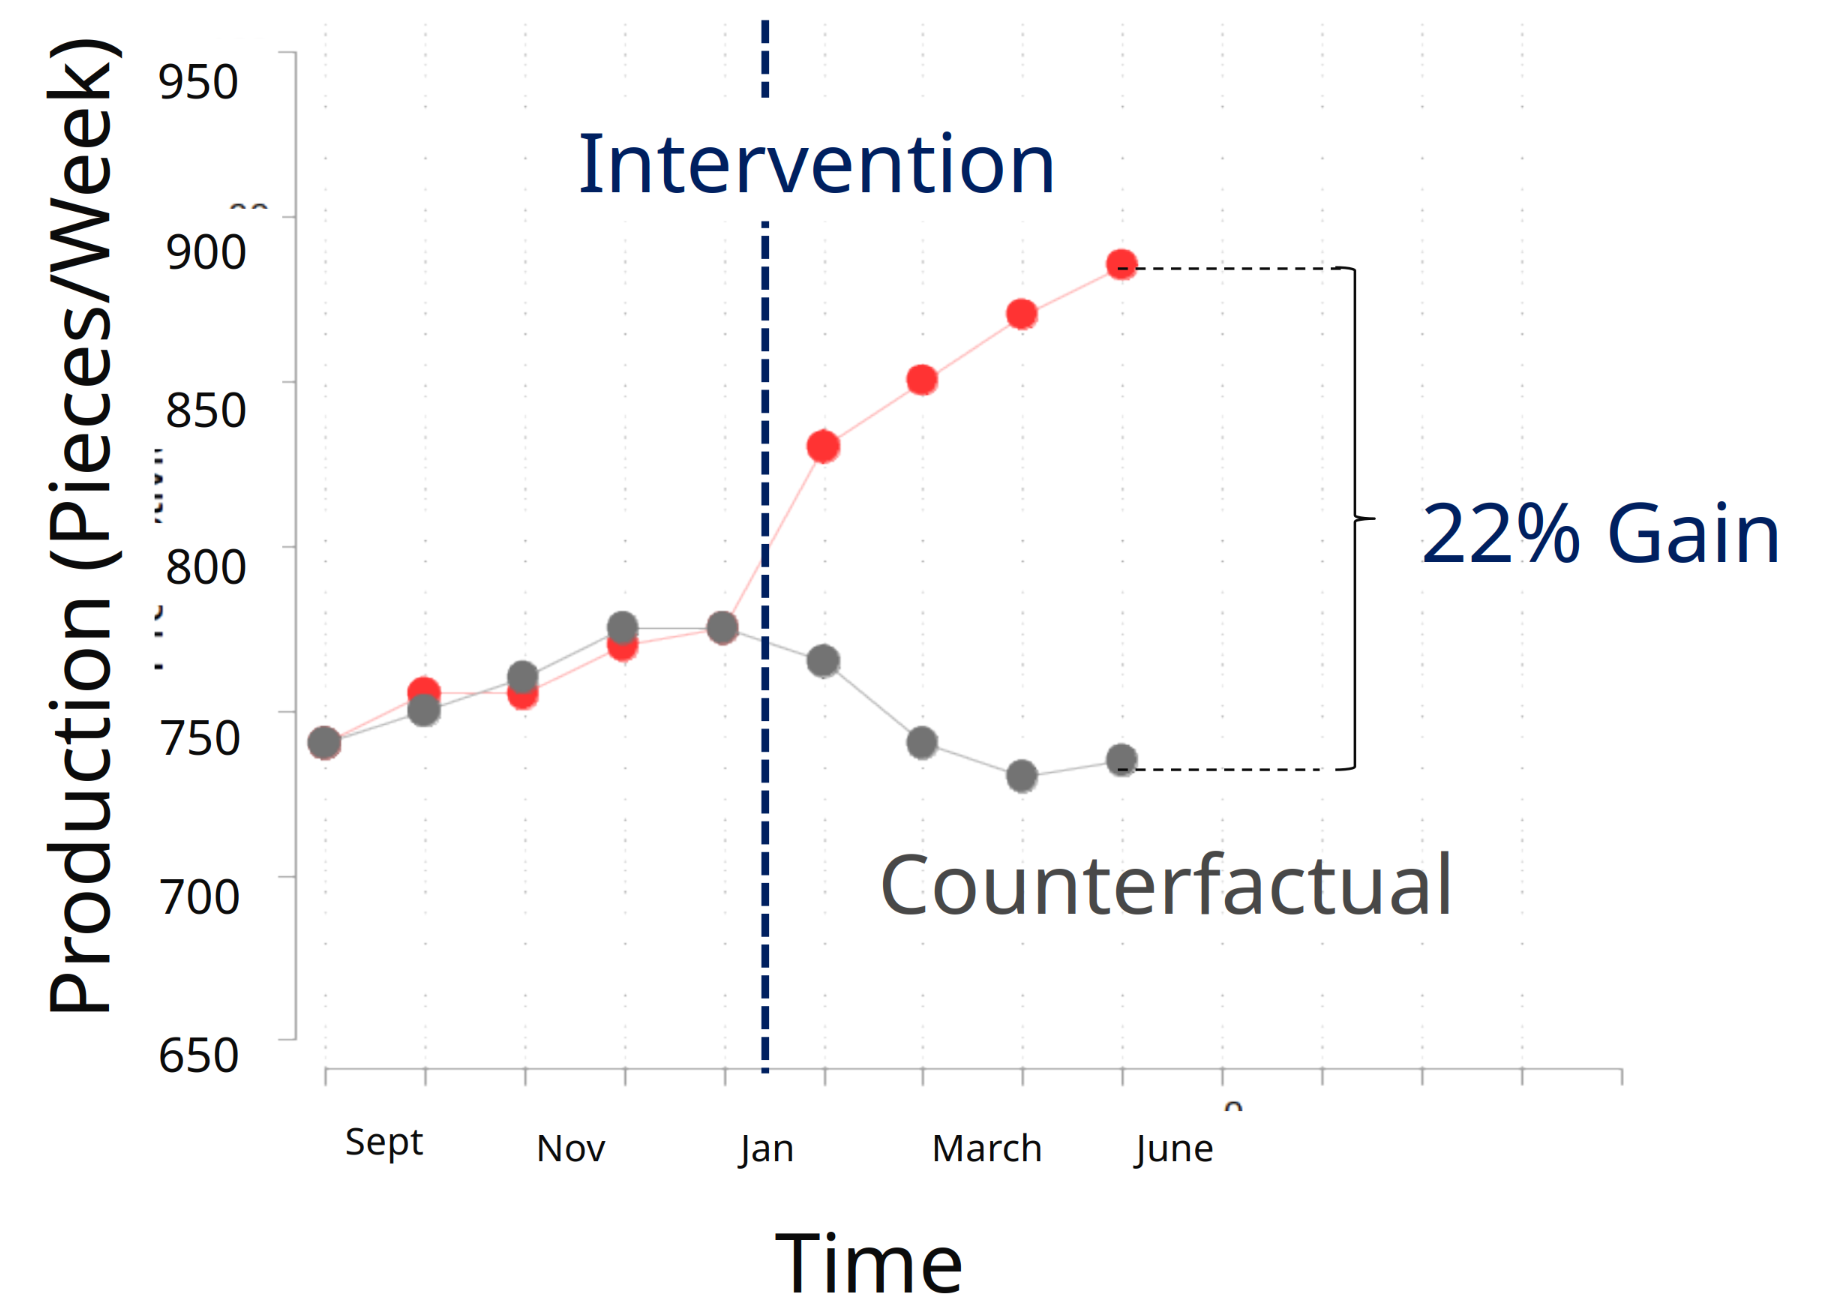 Production (Pieces/Week)
950
900
850
800
750
700
650
Intervention
22% Gain
Counterfactual
Sept
Nov
Jan
March
June
Time